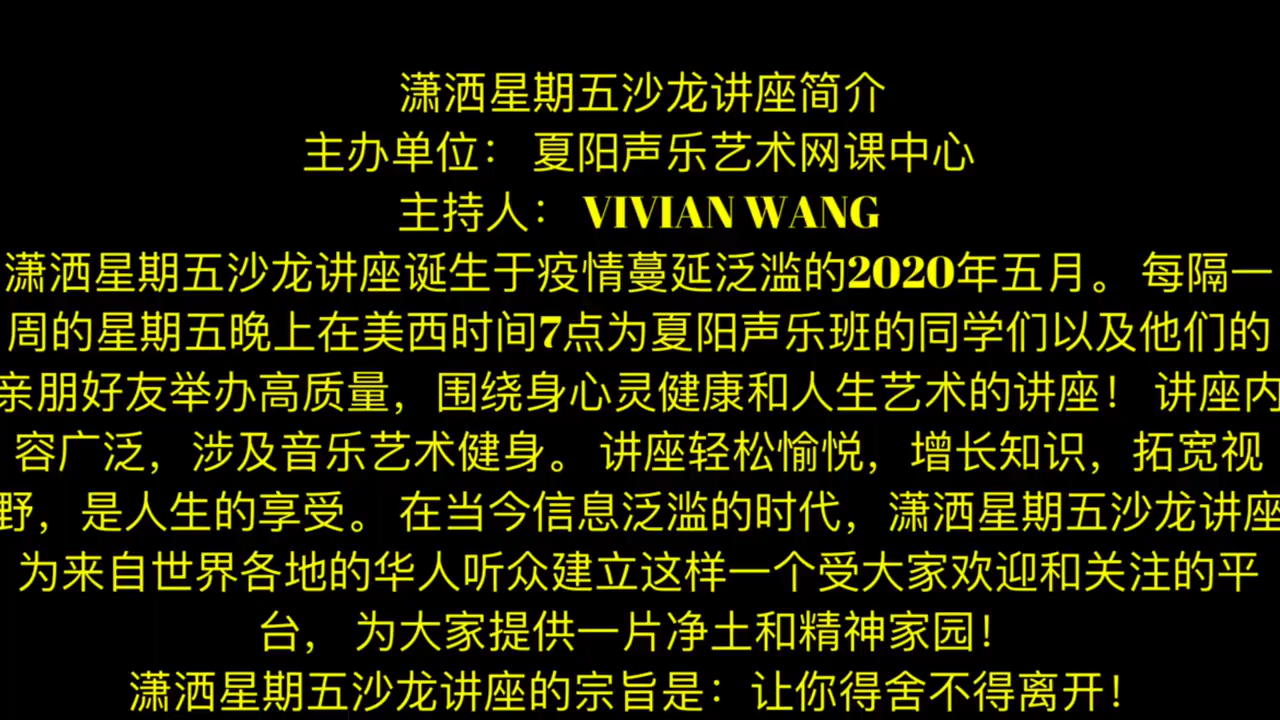 潇洒星期五沙龙讲座简介
主办单位： 夏阳声乐艺术网课中心
主持人： VIVIAN WANG
潇洒星期五沙龙讲座诞生于疫情蔓延泛滥的2020年五月。 每隔一
周的星期五晚上在美西时间7点为夏阳声乐班的同学们以及他们的
亲朋好友举办高质量，围绕身心灵健康和人生艺术的讲座！ 讲座内
容广泛，涉及音乐艺术健身。 讲座轻松愉悦，增长知识，拓宽视
野，是人生的享受。 在当今信息泛滥的时代，潇洒星期五沙龙讲座
为来自世界各地的华人听众建立这样一个受大家欢迎和关注的平
台， 为大家提供一片净土和精神家园！
潇洒星期五沙龙讲座的宗旨是：让你得舍不得离开！